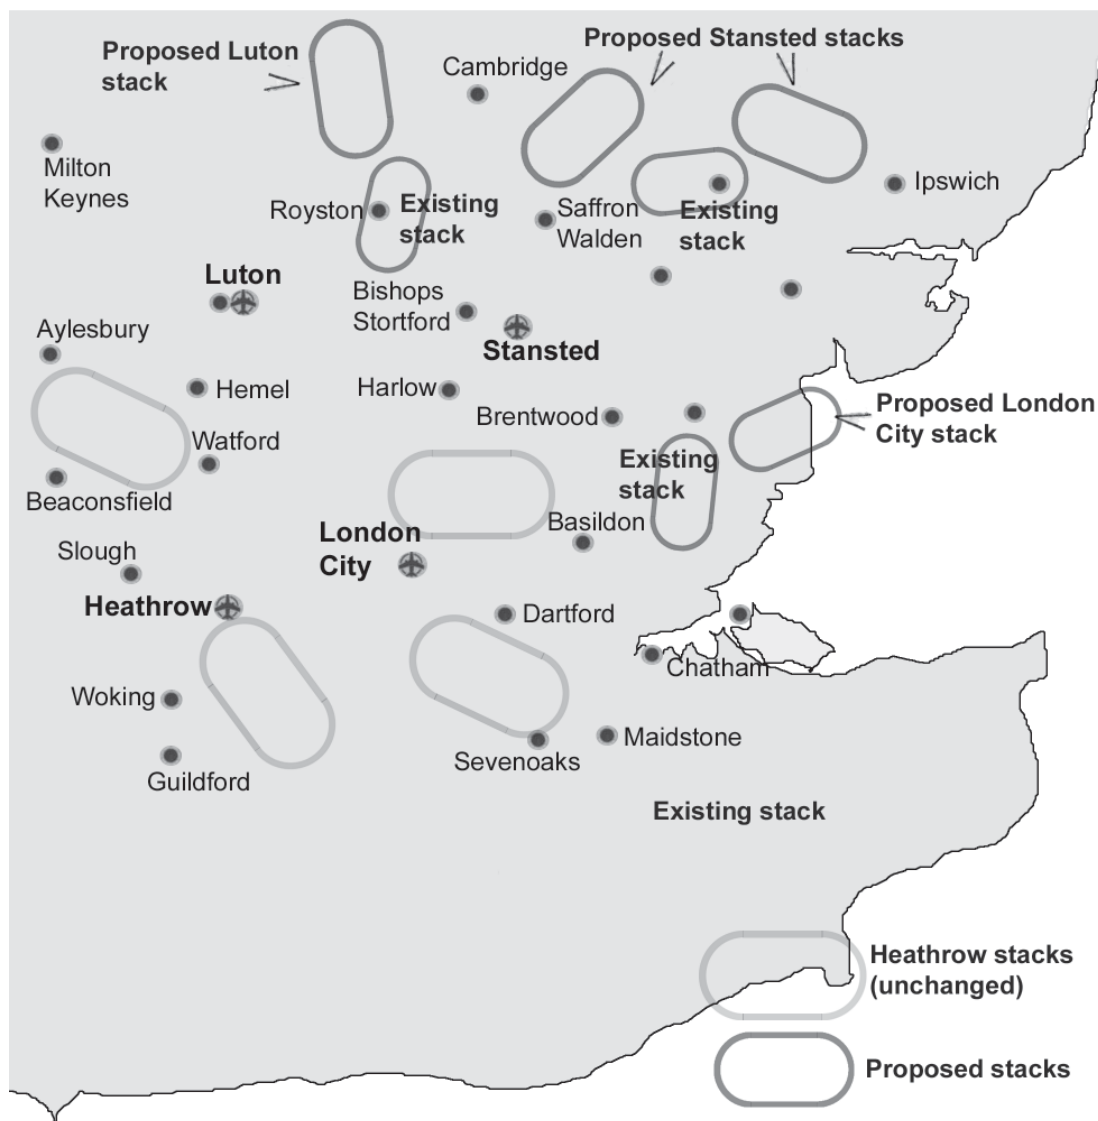 Proposed Luton
stack
Proposed Stansted stacks
Cambridge
Milton
Keynes
Ipswich
Royston
Existing
stack
Saffron
Walden
Existing
stack
Luton
Bishops
Stortford
Aylesbury
Stansted
Hemel
Harlow
Brentwood
Proposed London
City stack
Watford
Existing
stack
Beaconsfield
Basildon
London
City
Slough
Heathrow
Dartford
Chatham
Woking
Sevenoaks
Maidstone
Guildford
Existing stack
Heathrow stacks
(unchanged)
Proposed stacks